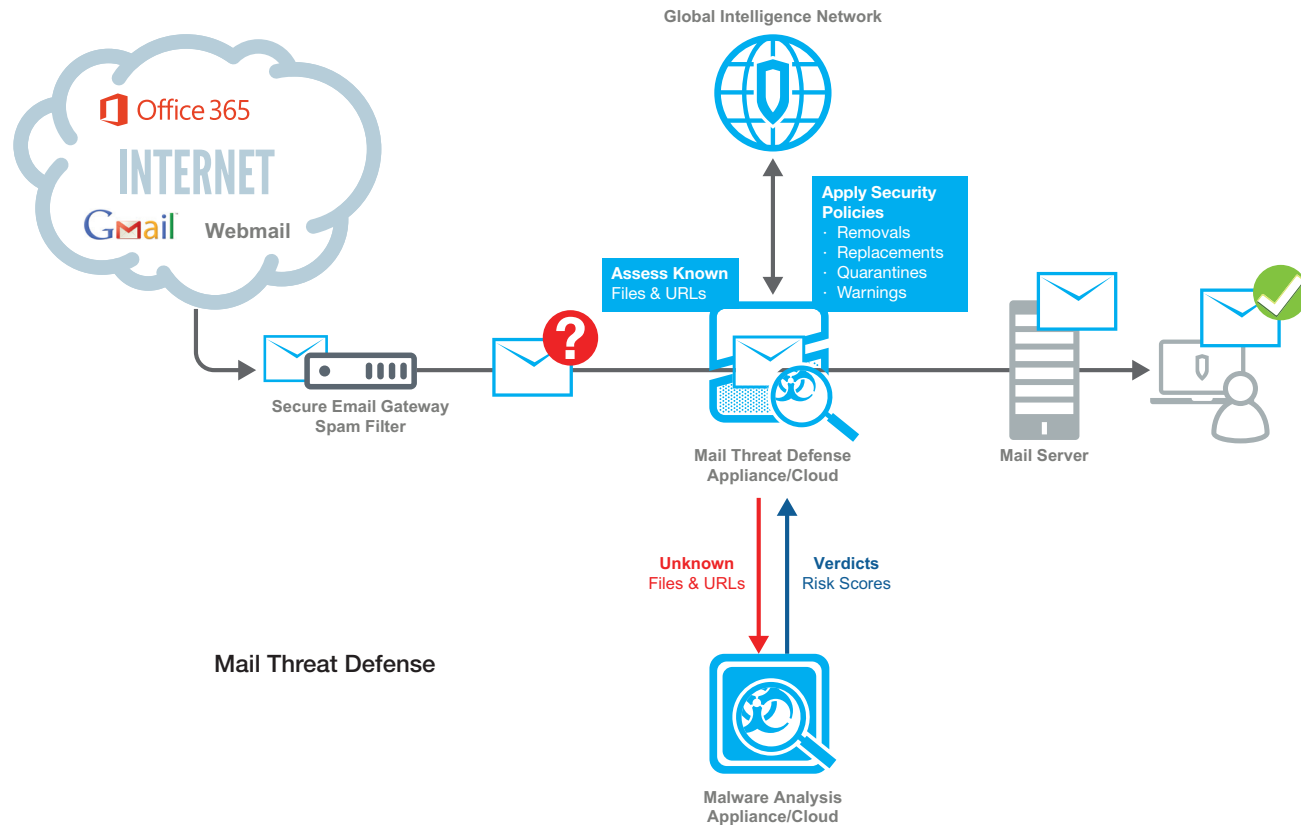 Global Intelligence Network
Office 365
INTERNET
Gmail
Webmail
Assess Known
Files & URLs
Apply Security
Policies
· Removals
· Replacements
· Quarantines
· Warnings
?
Secure Email Gateway
Spam Filter
Mail Threat Defense
Appliance/Cloud
Mail Server
Unknown
Files & URLs
Verdicts
Risk Scores
Mail Threat Defense
Malware Analysis
Appliance/Cloud